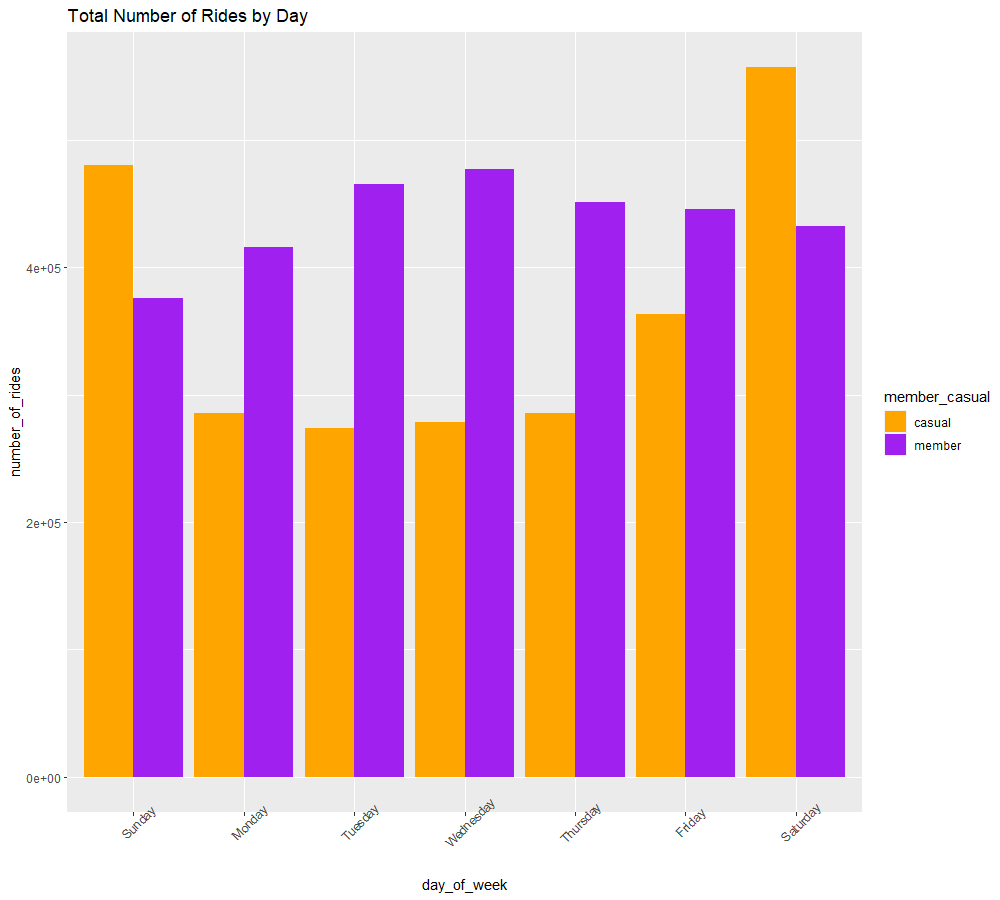 Total Number of Rides by Day
number_of_rides
4e+05
2e+05
0e+00
Sunday
Monday
Tuesday
Wednesday
Thursday
Friday
Saturday
day_of_week
member_casual
casual
member